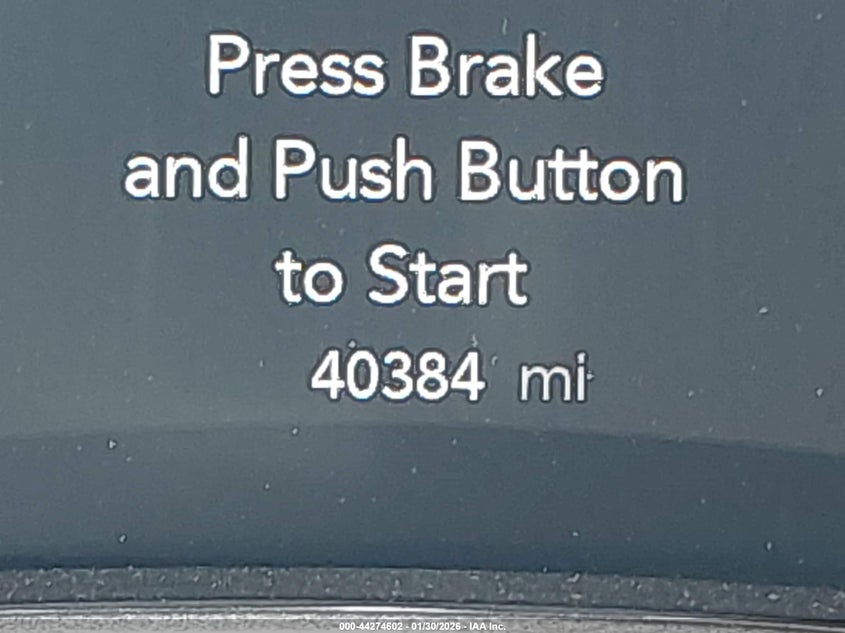 Press Brake
and Push Button
to Start
40384 mi
000-44274602 - 01/30/2026 - IAA Inc.